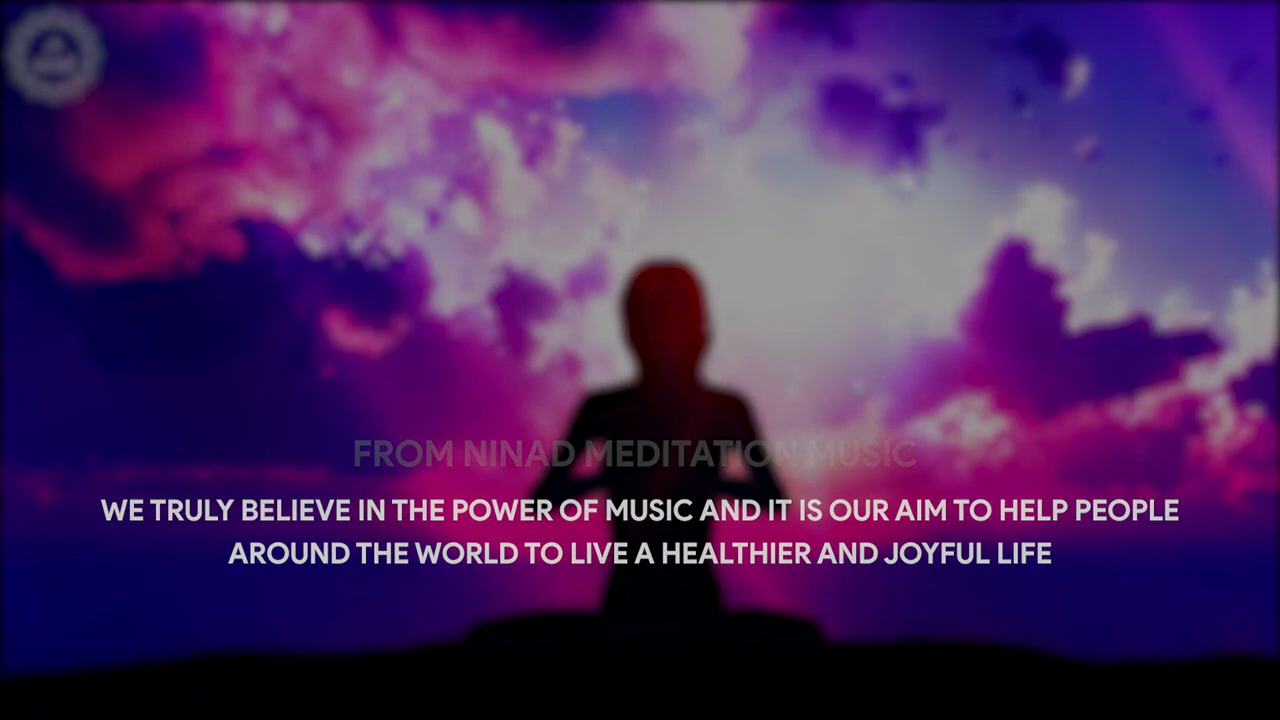 FROM NINAD MEDITATION MUSIC
WE TRULY BELIEVE IN THE POWER OF MUSIC AND IT IS OUR AIM TO HELP PEOPLE
AROUND THE WORLD TO LIVE A HEALTHIER AND JOYFUL LIFE